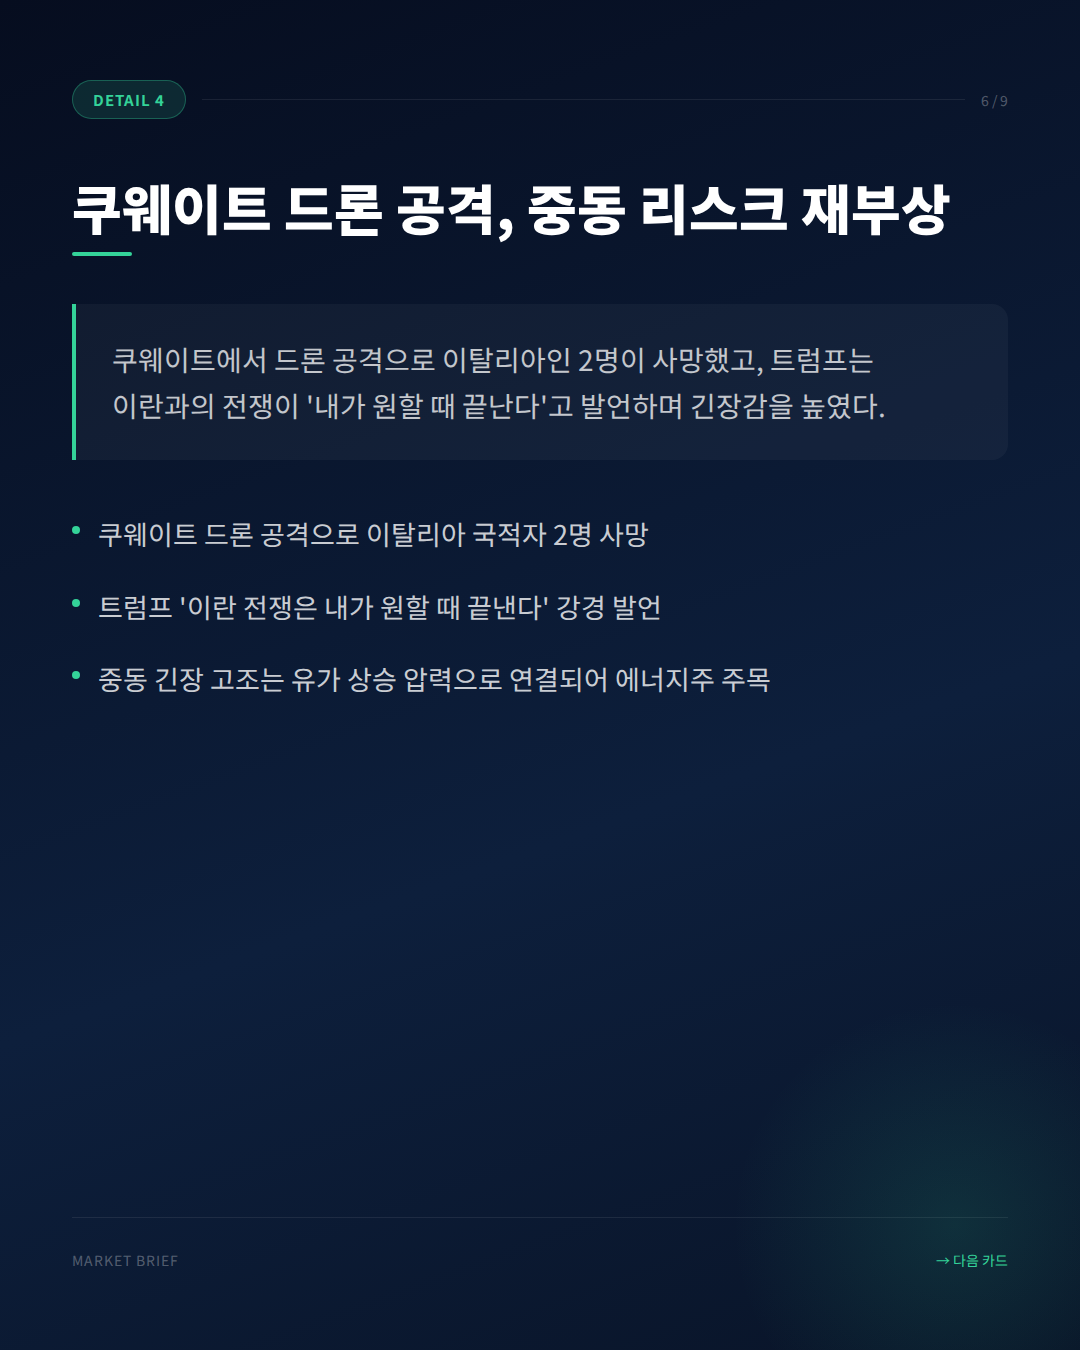 DETAIL 4
6 / 9
쿠웨이트 드론 공격, 중동 리스크 재부상
쿠웨이트에서 드론 공격으로 이탈리아인 2명이 사망했고, 트럼프는
이란과의 전쟁이 '내가 원할 때 끝난다'고 발언하며 긴장감을 높였다.
쿠웨이트 드론 공격으로 이탈리아 국적자 2명 사망
트럼프 '이란 전쟁은 내가 원할 때 끝낸다' 강경 발언
중동 긴장 고조는 유가 상승 압력으로 연결되어 에너지주 주목
MARKET BRIEF
→ 다음 카드